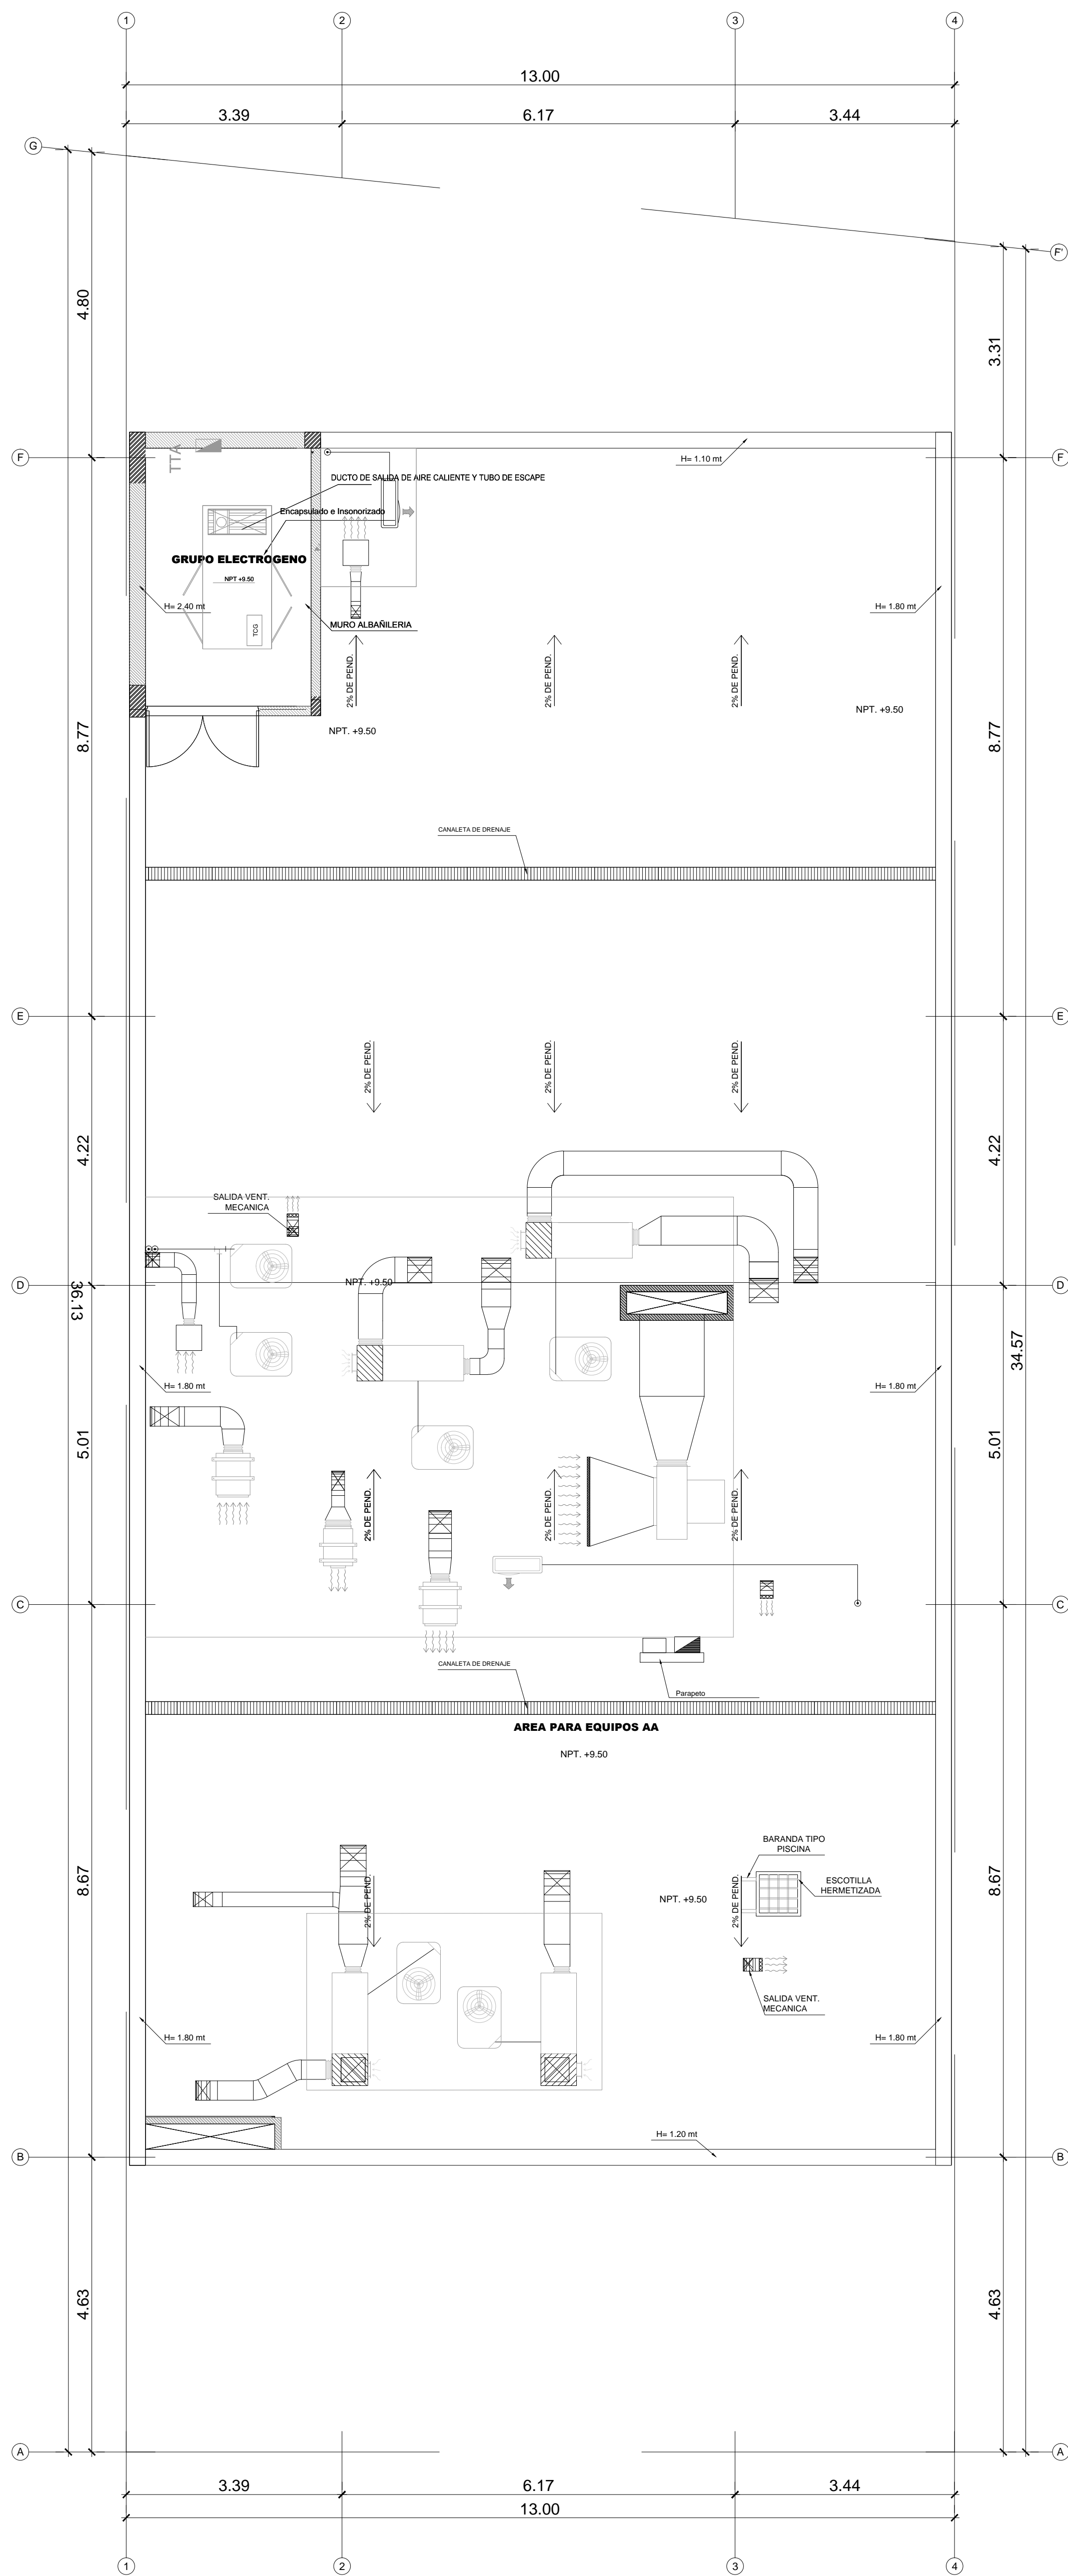 1
2
3
4
13.00
3.39
6.17
3.44
G
F'
4.80
3.31
F
F
TTA
H= 1.10 mt
DUCTO DE SALIDA DE AIRE CALIENTE Y TUBO DE ESCAPE
Encapsulado e Insonorizado
GRUPO ELECTROGENO
NPT +9.50
H= 2.40 mt
H= 1.80 mt
TCG
MURO ALBAÑILERIA
2% DE PEND.
2% DE PEND.
2% DE PEND.
NPT. +9.50
NPT. +9.50
8.77
8.77
CANALETA DE DRENAJE
E
E
2% DE PEND.
2% DE PEND.
2% DE PEND.
4.22
4.22
SALIDA VENT.
MECANICA
NPT. +9.50
D
D
36.13
34.57
H= 1.80 mt
H= 1.80 mt
5.01
5.01
2% DE PEND.
2% DE PEND.
2% DE PEND.
C
C
CANALETA DE DRENAJE
Parapeto
AREA PARA EQUIPOS AA
NPT. +9.50
BARANDA TIPO
PISCINA
ESCOTILLA
HERMETIZADA
8.67
8.67
NPT. +9.50
2% DE PEND.
2% DE PEND.
SALIDA VENT.
MECANICA
H= 1.80 mt
H= 1.80 mt
H= 1.20 mt
B
B
4.63
4.63
A
A
3.39
6.17
3.44
13.00
1
2
3
4